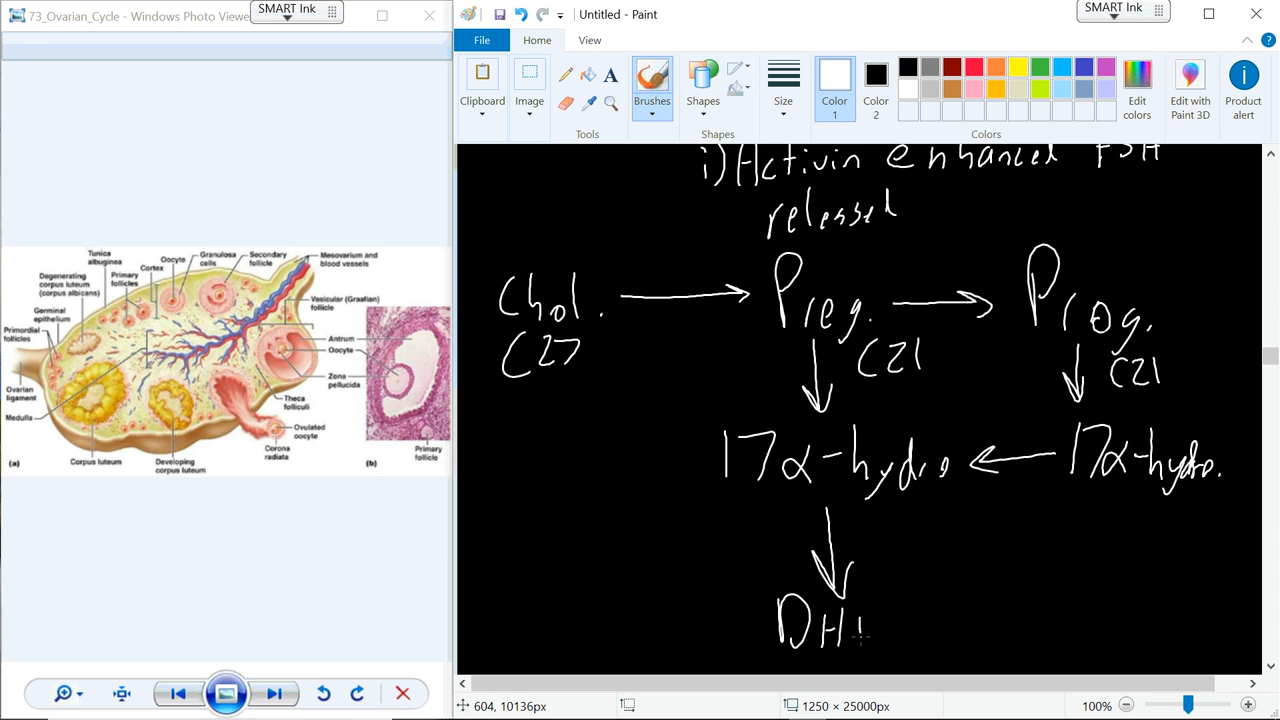 73_Ovarian_Cycle - Windows Photo Viewe
SMART Ink
Untitled - Paint
SMART Ink
File
Home
View
Clipboard
Image
Tools
Brushes
Shapes
Shapes
Size
Color 1
Color 2
Edit colors
Colors
Edit with Paint 3D
Product alert
Tunica albuginea
Degenerating corpus luteum (corpus albicans)
Germinal epithelium
Primordial follicles
Primary follicles
Cortex
Oocyte
Granulosa cells
Secondary follicle
Mesovarium and blood vessels
Vesicular (Graafian) follicle
Antrum
Oocyte
Zona pellucida
Theca folliculi
Ovulated oocyte
Corona radiata
Developing corpus luteum
Corpus luteum
Medulla
Ovarian ligament
(a)
(b)
Primary follicle
i) Activin enhanced FSH
released
Chol. → Preg. → Prog.
C27
C21
C21
17α-hydro ← 17α-hydro.
DH
604, 10136px
1250 × 25000px
100%